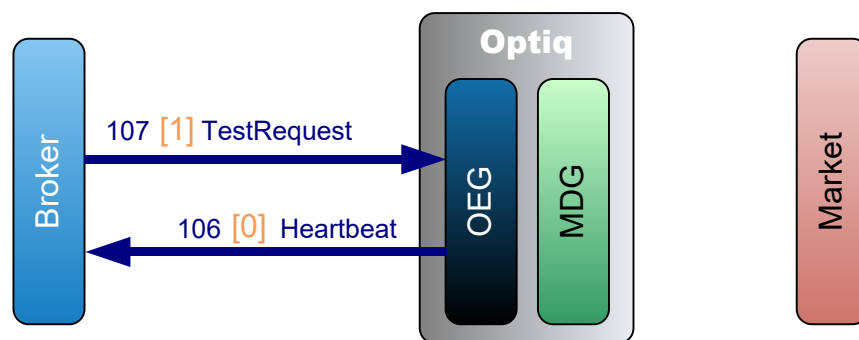 Optiq
Broker
107 [1] TestRequest
106 [0] Heartbeat
OEG
MDG
Market